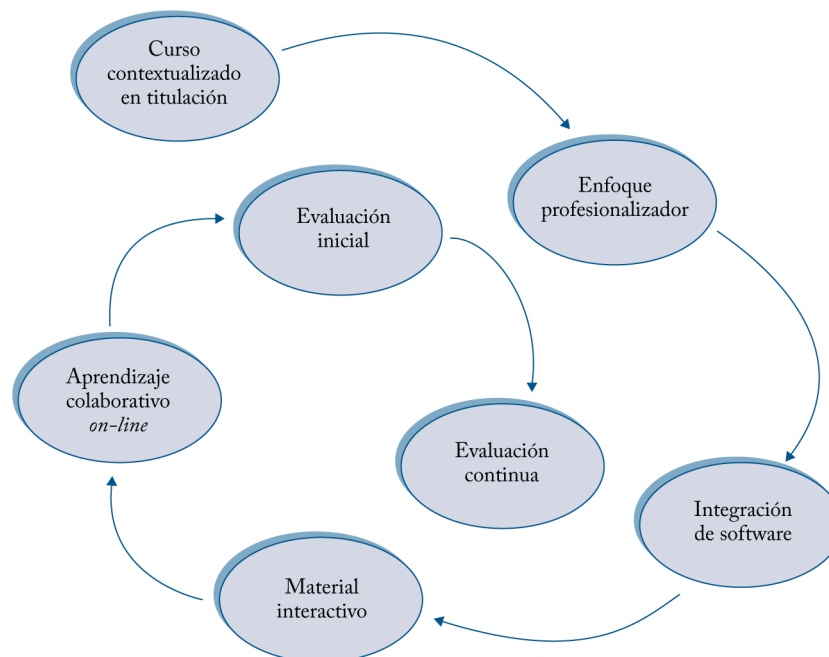 Curso
contextualizado
en titulación
Enfoque
profesionalizador
Evaluación
inicial
Aprendizaje
colaborativo
on-line
Evaluación
continua
Integración
de software
Material
interactivo